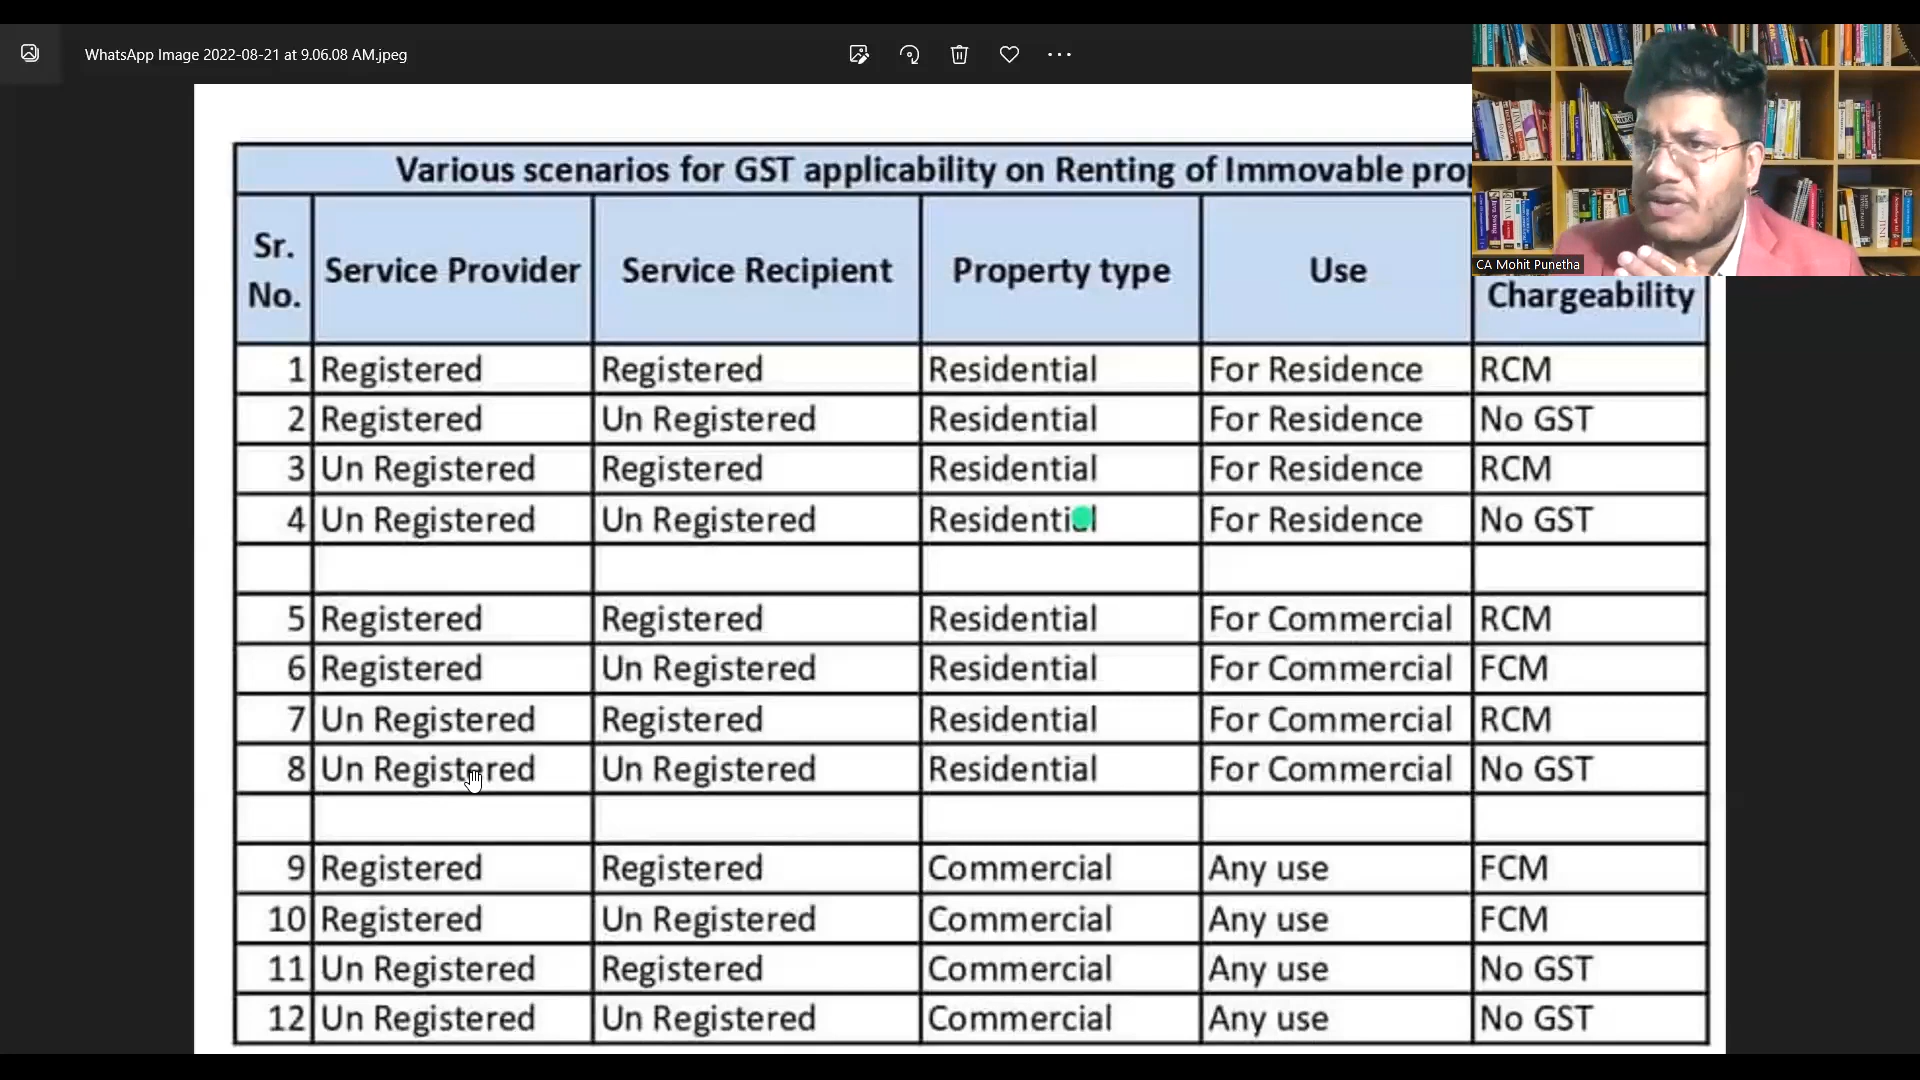 WhatsApp Image 2022-08-21 at 9.06.08 AM.jpeg
CA Mohit Punetha
Various scenarios for GST applicability on Renting of Immovable prop
Sr. No. Service Provider Service Recipient Property type Use Chargeability
1 Registered Registered Residential For Residence RCM
2 Registered Un Registered Residential For Residence No GST
3 Un Registered Registered Residential For Residence RCM
4 Un Registered Un Registered Residential For Residence No GST
5 Registered Registered Residential For Commercial RCM
6 Registered Un Registered Residential For Commercial FCM
7 Un Registered Registered Residential For Commercial RCM
8 Un Registered Un Registered Residential For Commercial No GST
9 Registered Registered Commercial Any use FCM
10 Registered Un Registered Commercial Any use FCM
11 Un Registered Registered Commercial Any use No GST
12 Un Registered Un Registered Commercial Any use No GST